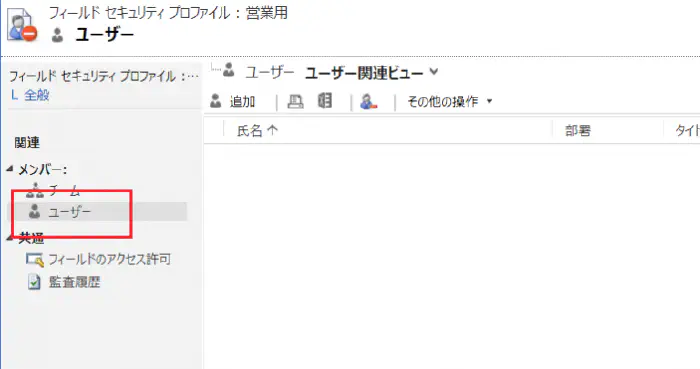 フィールド セキュリティ プロファイル : 営業用
ユーザー
フィールド セキュリティ プロファイル : …
全般
関連
メンバー:
チーム
ユーザー
共通
フィールドのアクセス許可
監査履歴
ユーザー ユーザー関連ビュー
追加 その他の操作
氏名 部署 タイト